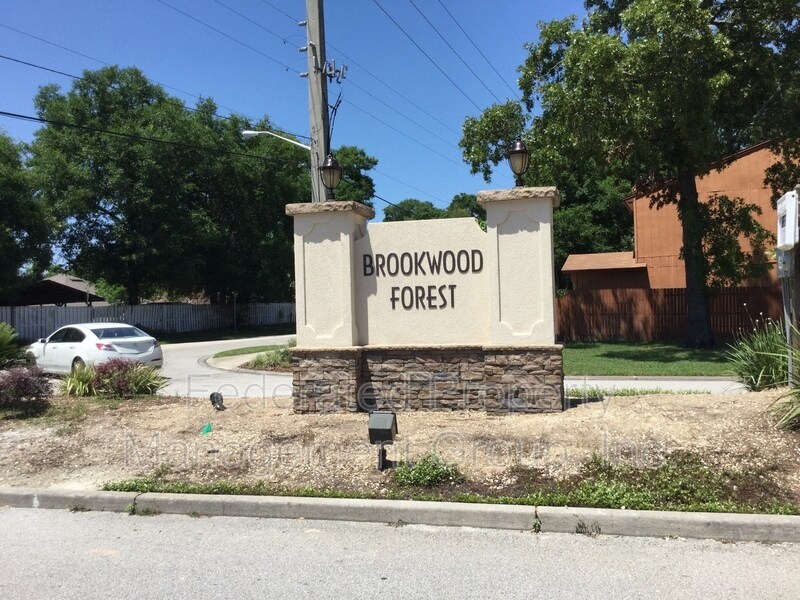 BROOKWOOD
FOREST
Federated Property
Management Group, Inc.